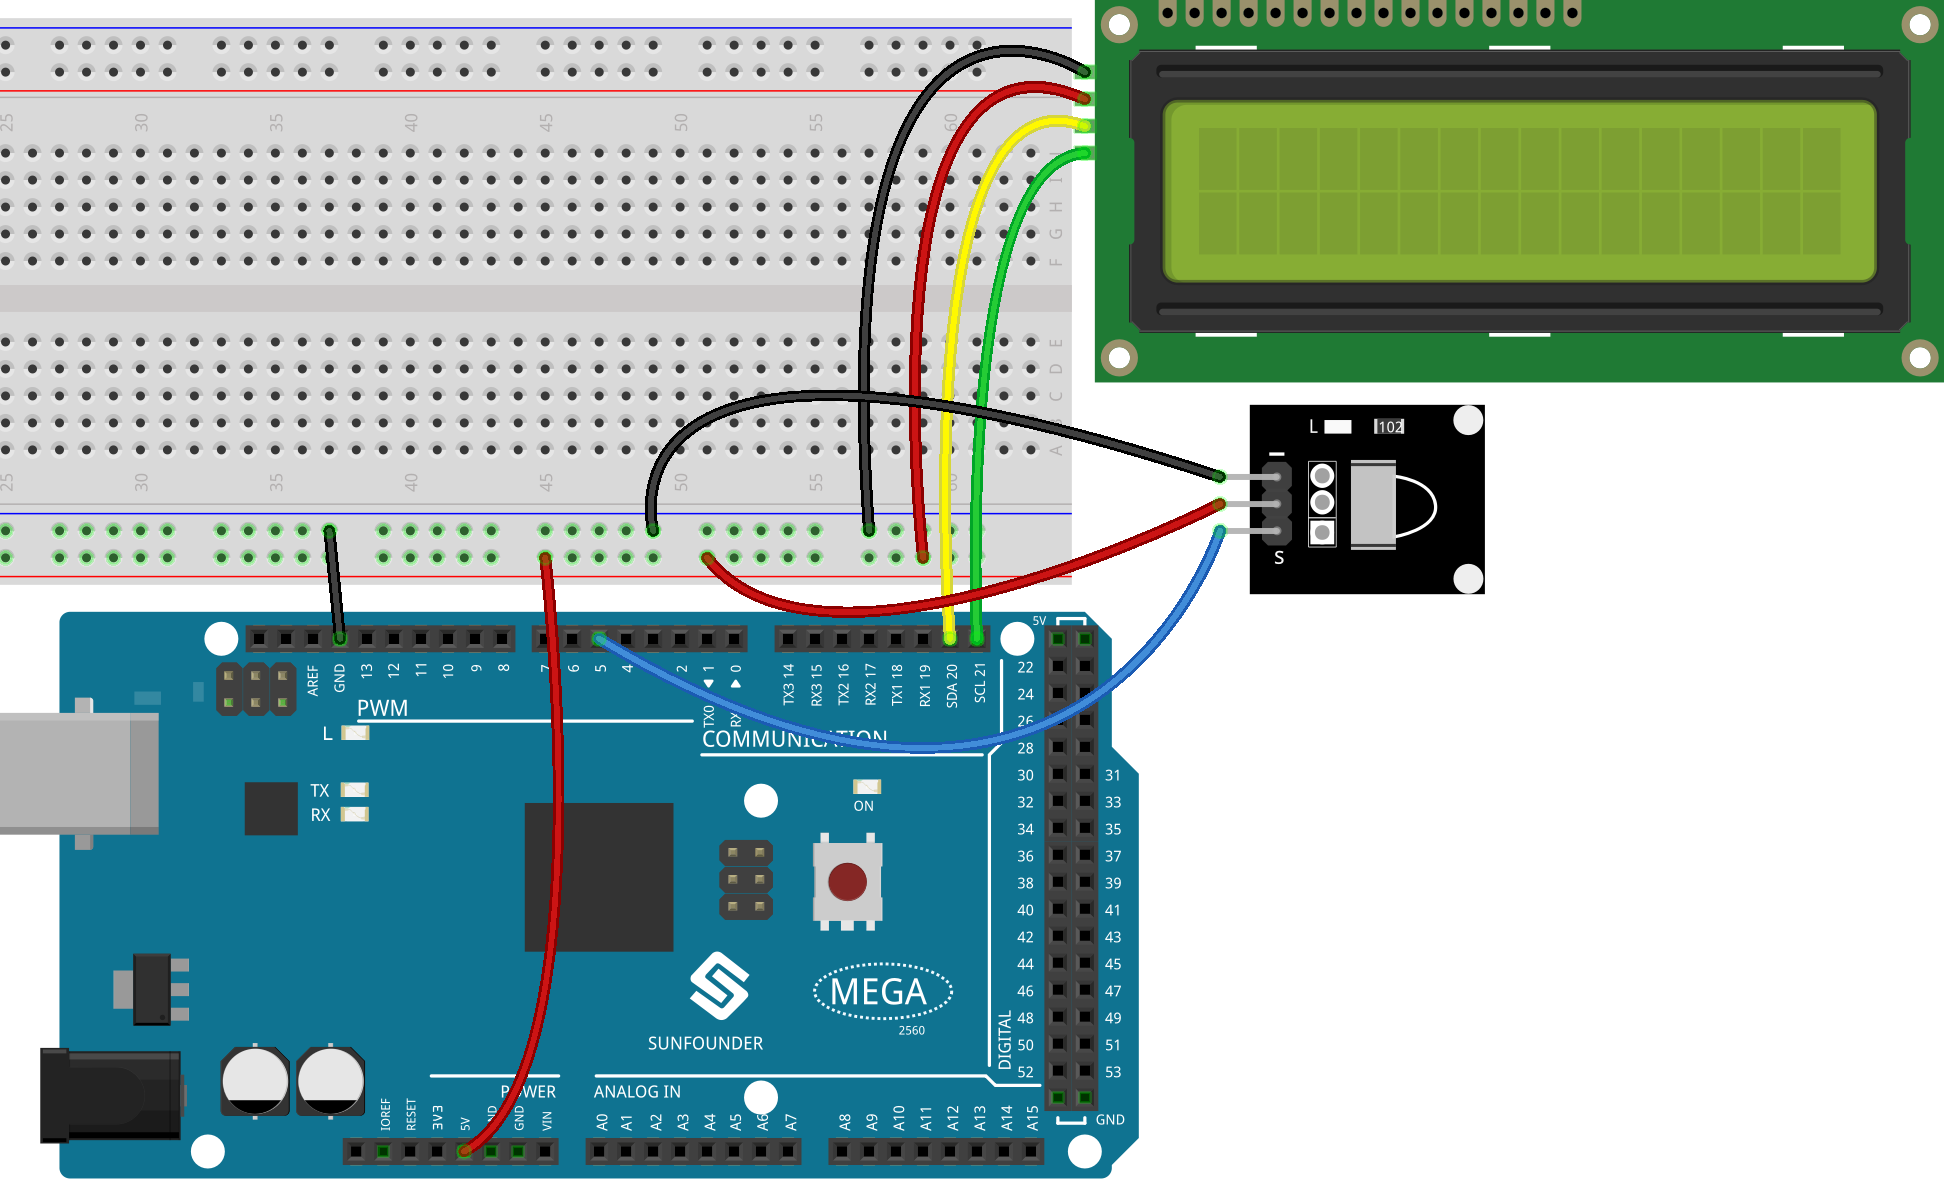 25 30 35 40 45 50 55 60
I
H
G
F
E
D
C
A
25 30 35 40 45 50 55 60
L 102
S
5V
AREF GND 13 12 11 10 9 8 7 6 5 4 2 1 0 TX3 14 RX3 15 TX2 16 RX2 17 TX1 18 RX1 19 SDA 20 SCL 21
TX0
PWM
COMMUNICATION
L
TX
RX
ON
22
24
26
28
30 31
32 33
34 35
36 37
38 39
40 41
42 43
44 45
46 47
48 49
50 51
52 53
DIGITAL
GND
MEGA
2560
SUNFOUNDER
POWER
ANALOG IN
IOREF RESET 3V3 5V GND GND VIN A0 A1 A2 A3 A4 A5 A6 A7 A8 A9 A10 A11 A12 A13 A14 A15